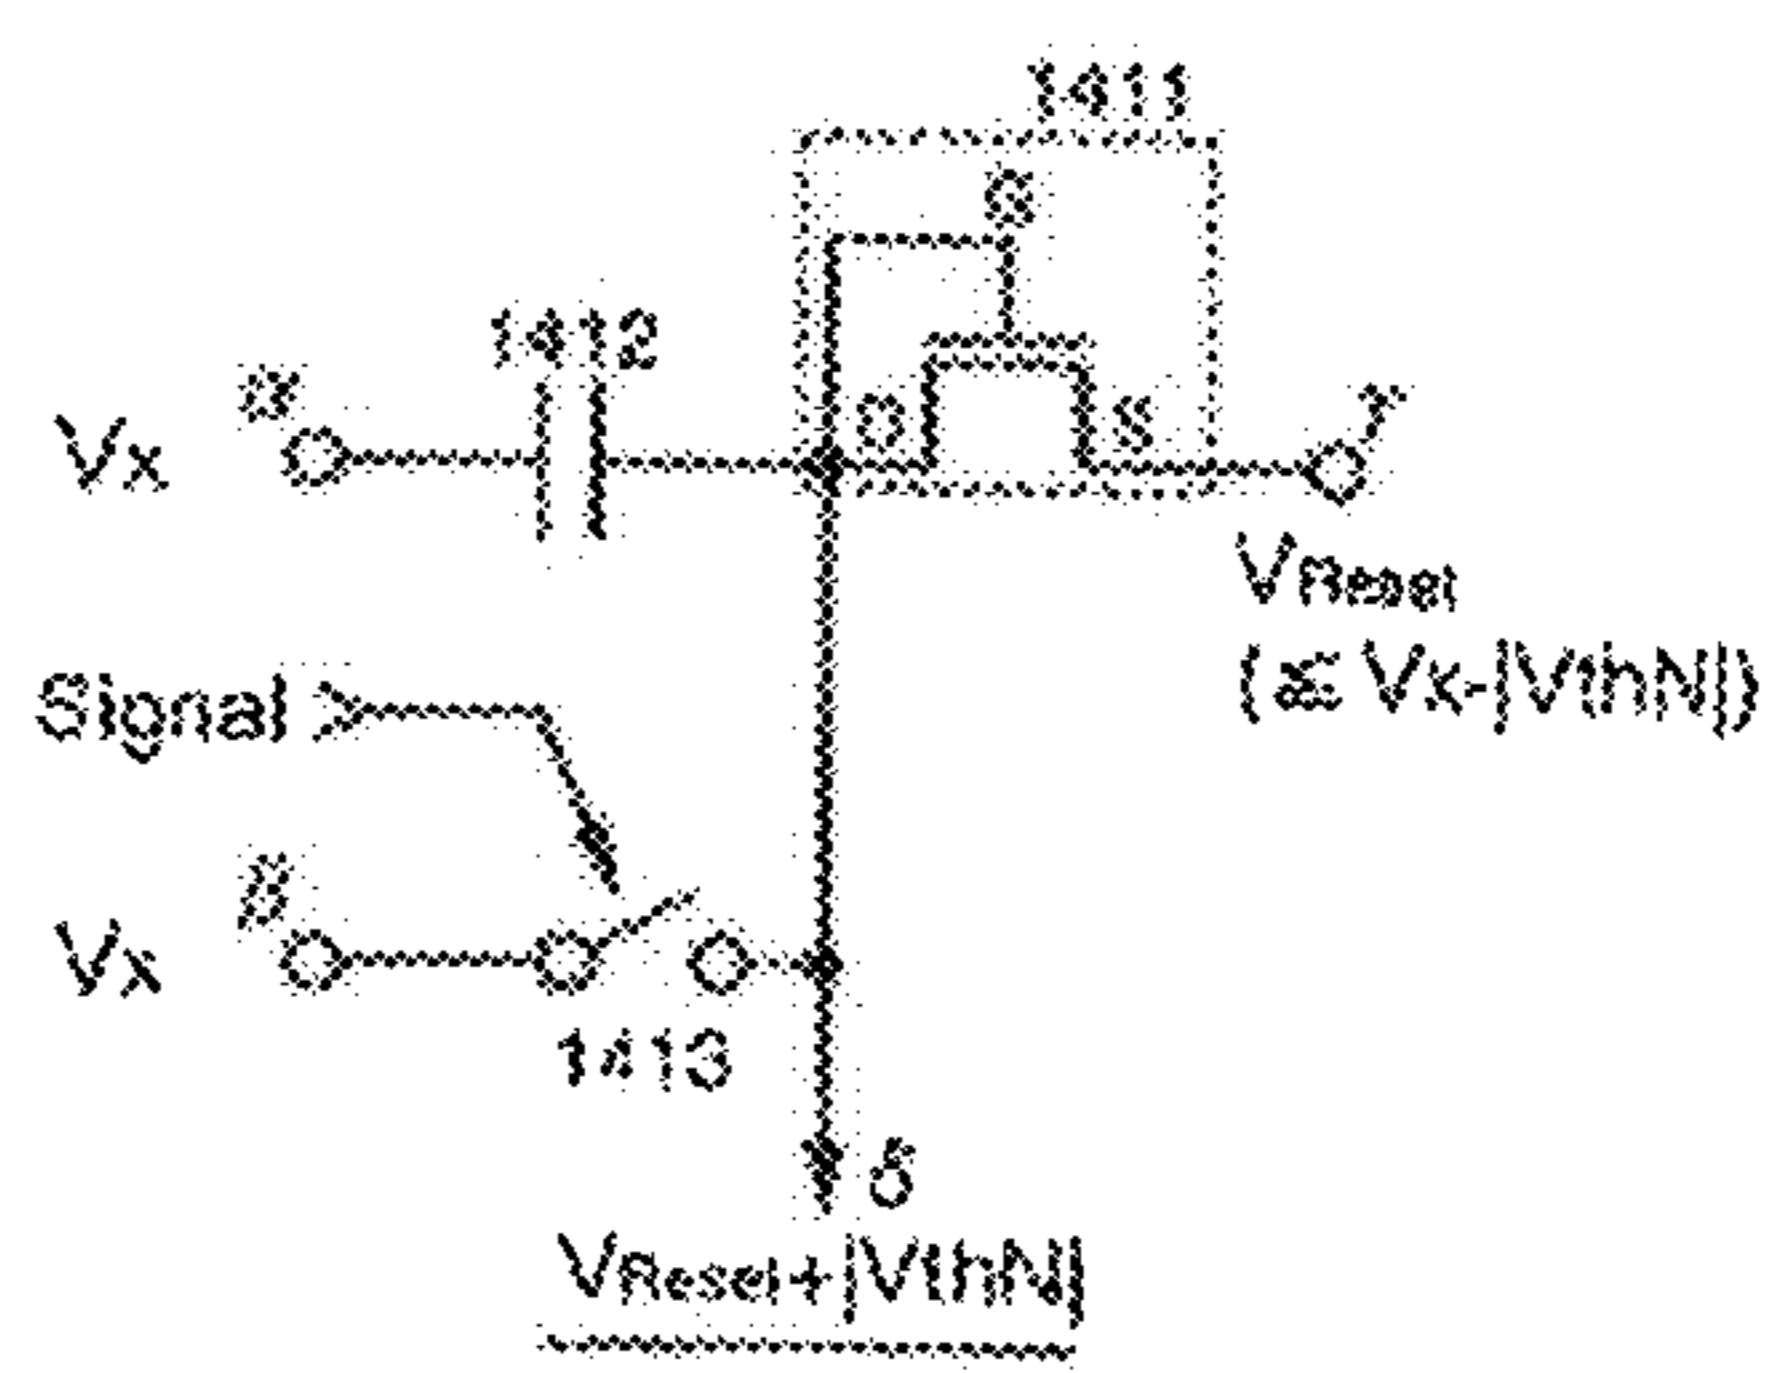 1411
G
1412
α
D
S
γ
Vx
VReset
(≦Vx-|VthN|)
Signal
β
Vx
1413
δ
VReset+|VthN|